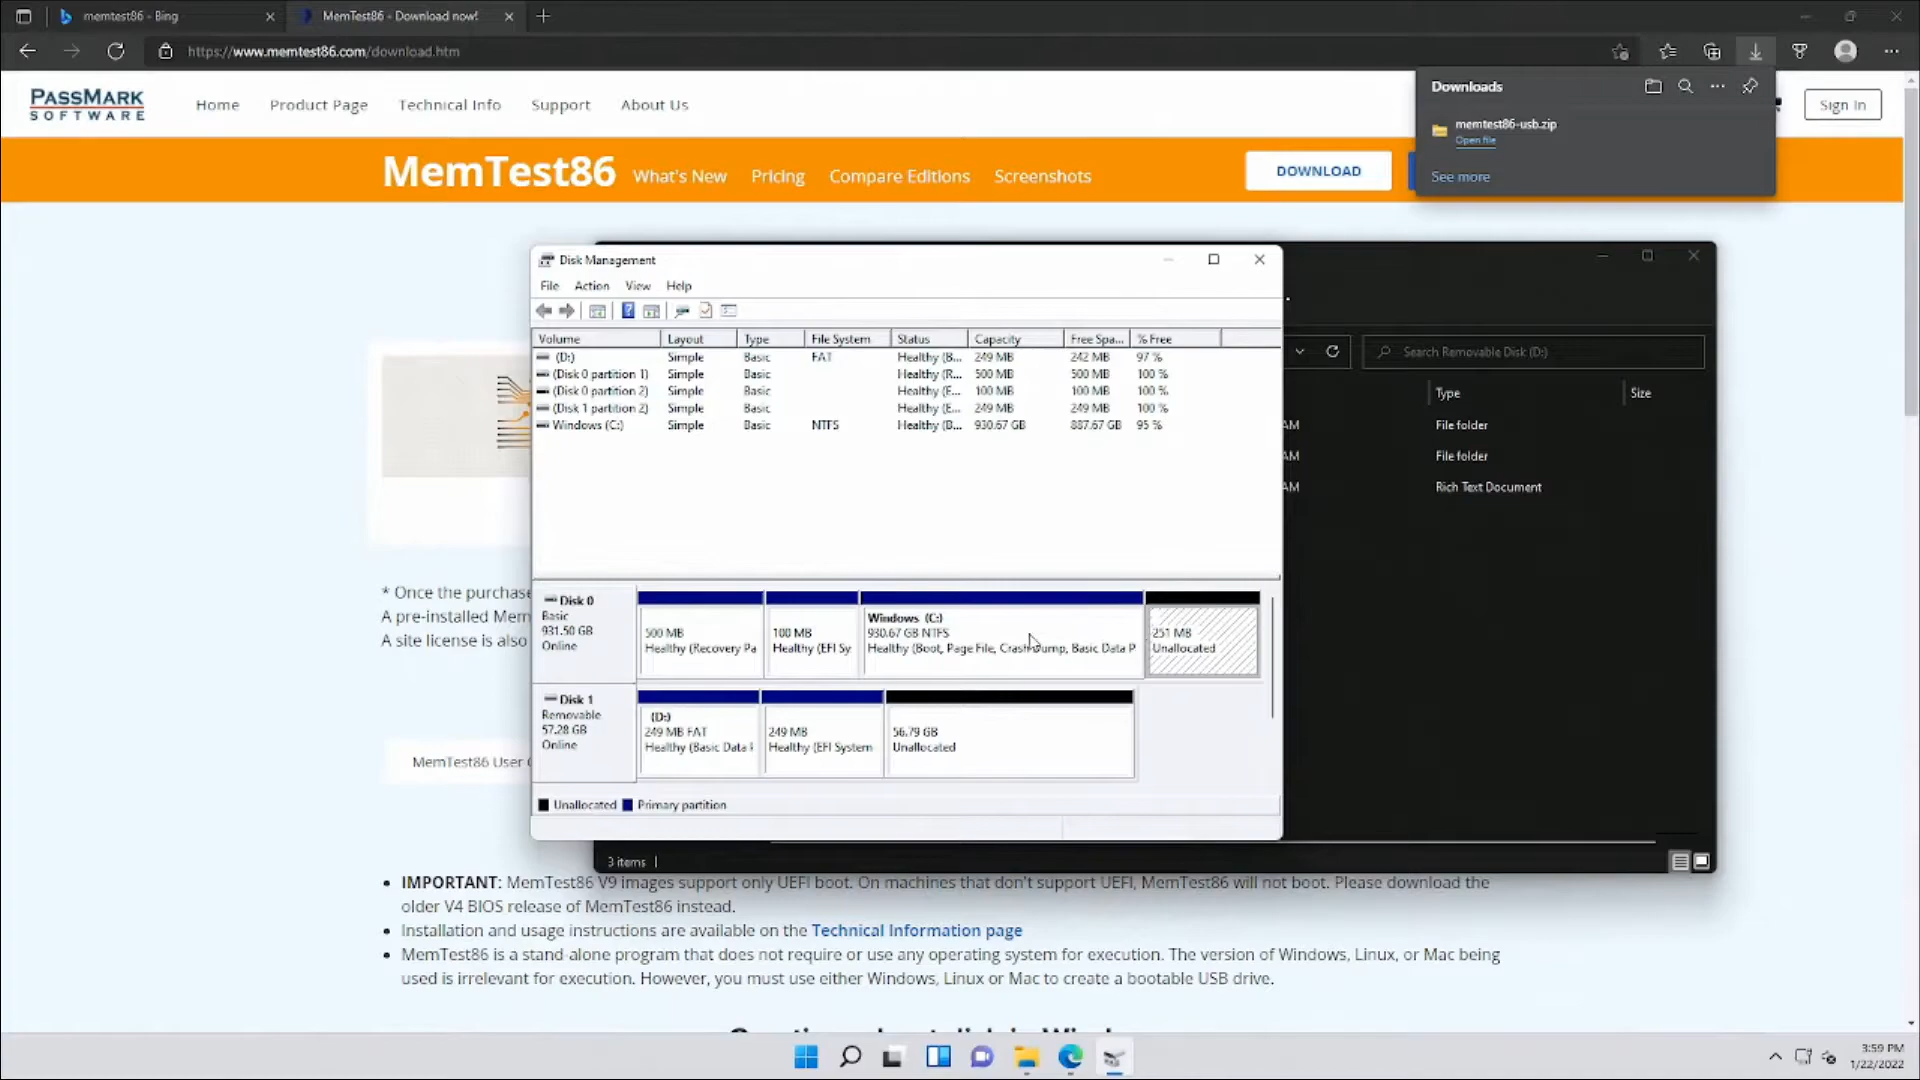 memtest86 - Bing
MemTest86 - Download now!
https://www.memtest86.com/download.htm
PASSMARK
SOFTWARE
Home
Product Page
Technical Info
Support
About Us
Sign In
Downloads
memtest86-usb.zip
Open file
See more
MemTest86
What's New
Pricing
Compare Editions
Screenshots
DOWNLOAD
Disk Management
File
Action
View
Help
Volume Layout Type File System Status Capacity Free Spa... % Free
(D:) Simple Basic FAT Healthy (B... 249 MB 242 MB 97 %
(Disk 0 partition 1) Simple Basic Healthy (R... 500 MB 500 MB 100 %
(Disk 0 partition 2) Simple Basic Healthy (E... 100 MB 100 MB 100 %
(Disk 1 partition 2) Simple Basic Healthy (E... 249 MB 249 MB 100 %
Windows (C:) Simple Basic NTFS Healthy (B... 930.67 GB 887.67 GB 95 %
Search Removable Disk (D:)
Type
Size
AM File folder
AM File folder
AM Rich Text Document
* Once the purchase
A pre-installed Mem
A site license is also
Disk 0
Basic
931.50 GB
Online
500 MB
Healthy (Recovery Pa
100 MB
Healthy (EFI Sy
Windows (C:)
930.67 GB NTFS
Healthy (Boot, Page File, Crash Dump, Basic Data P
251 MB
Unallocated
Disk 1
Removable
57.28 GB
Online
(D:)
249 MB FAT
Healthy (Basic Data
249 MB
Healthy (EFI System
56.79 GB
Unallocated
MemTest86 User
Unallocated
Primary partition
3 items
• IMPORTANT: MemTest86 V9 images support only UEFI boot. On machines that don't support UEFI, MemTest86 will not boot. Please download the
older V4 BIOS release of MemTest86 instead.
• Installation and usage instructions are available on the Technical Information page
• MemTest86 is a stand alone program that does not require or use any operating system for execution. The version of Windows, Linux, or Mac being
used is irrelevant for execution. However, you must use either Windows, Linux or Mac to create a bootable USB drive.
3:59 PM
1/22/2022